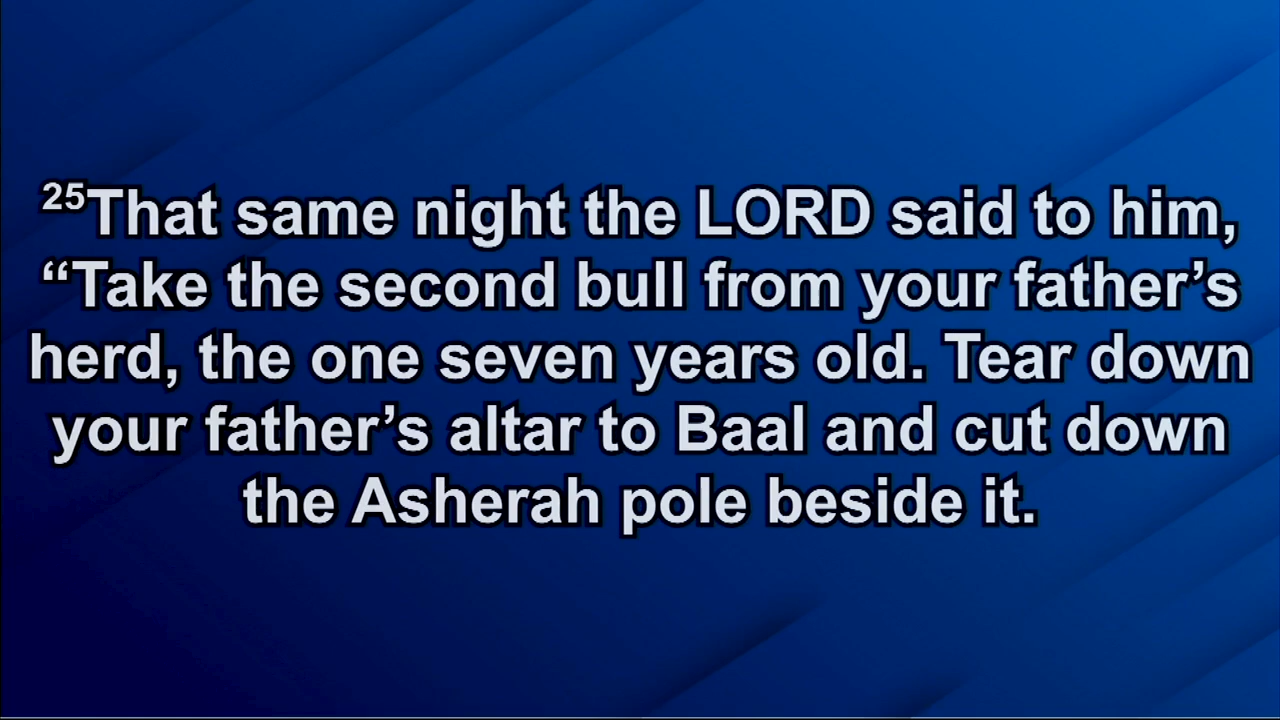 25That same night the LORD said to him,
“Take the second bull from your father’s
herd, the one seven years old. Tear down
your father’s altar to Baal and cut down
the Asherah pole beside it.